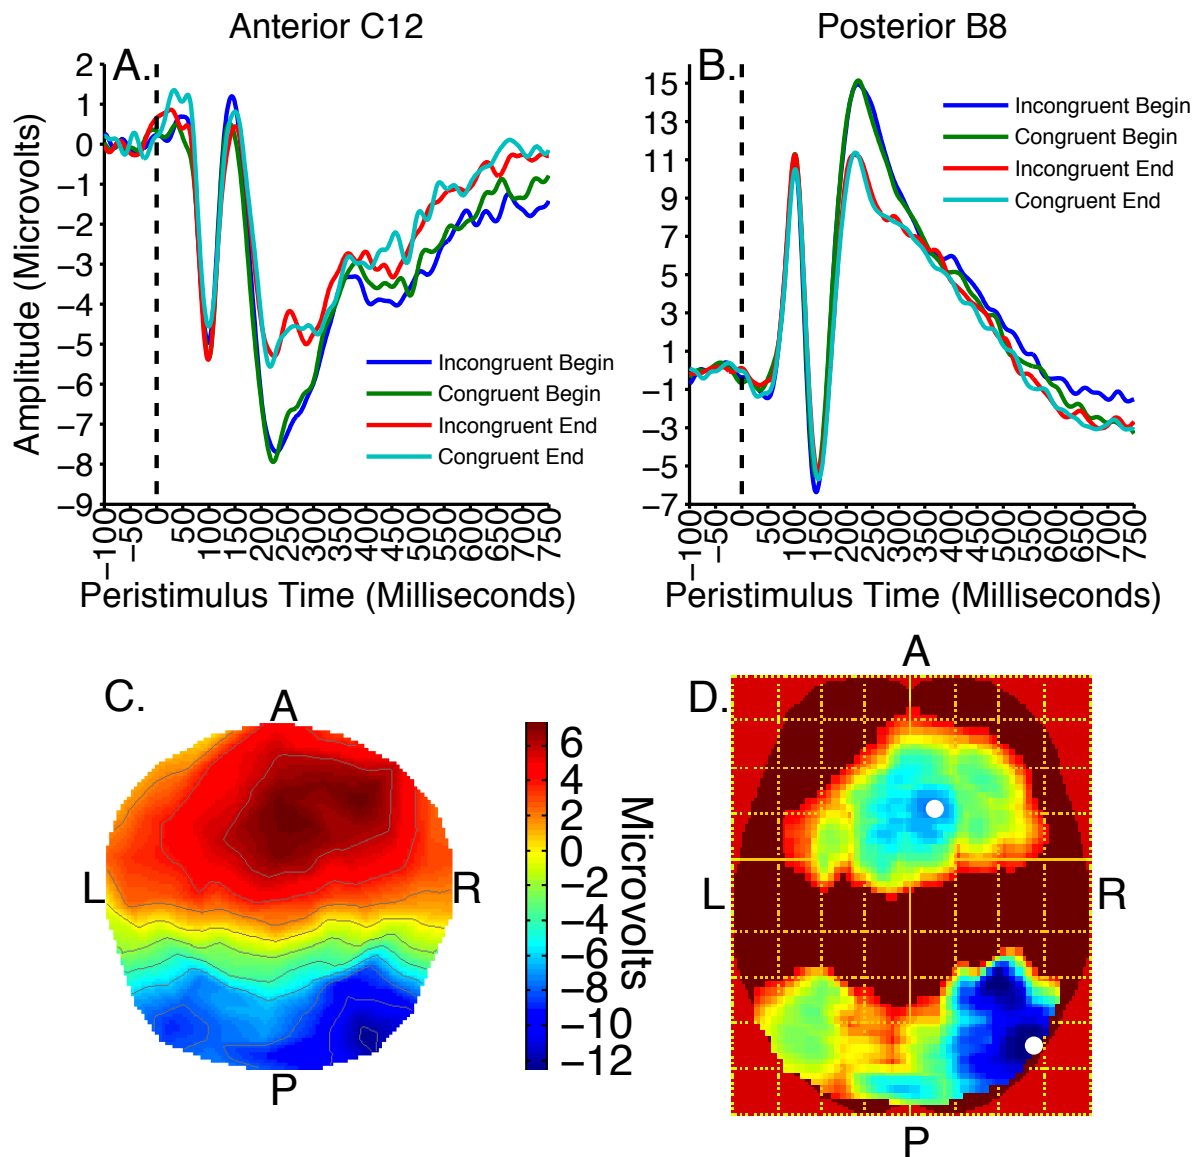 Anterior C12
Posterior B8
A.
2
1
0
−1
−2
−3
−4
−5
−6
−7
−8
−9
Amplitude (Microvolts)
Incongruent Begin
Congruent Begin
Incongruent End
Congruent End
−100
−50
0
50
100
150
200
250
300
350
400
450
500
550
600
650
700
750
Peristimulus Time (Milliseconds)
B.
15
13
11
9
7
5
3
1
−1
−3
−5
−7
Incongruent Begin
Congruent Begin
Incongruent End
Congruent End
−100
−50
0
50
100
150
200
250
300
350
400
450
500
550
600
650
700
750
Peristimulus Time (Milliseconds)
C.
A
L
R
P
6
4
2
0
−2
−4
−6
−8
−10
−12
Microvolts
D.
A
L
R
P